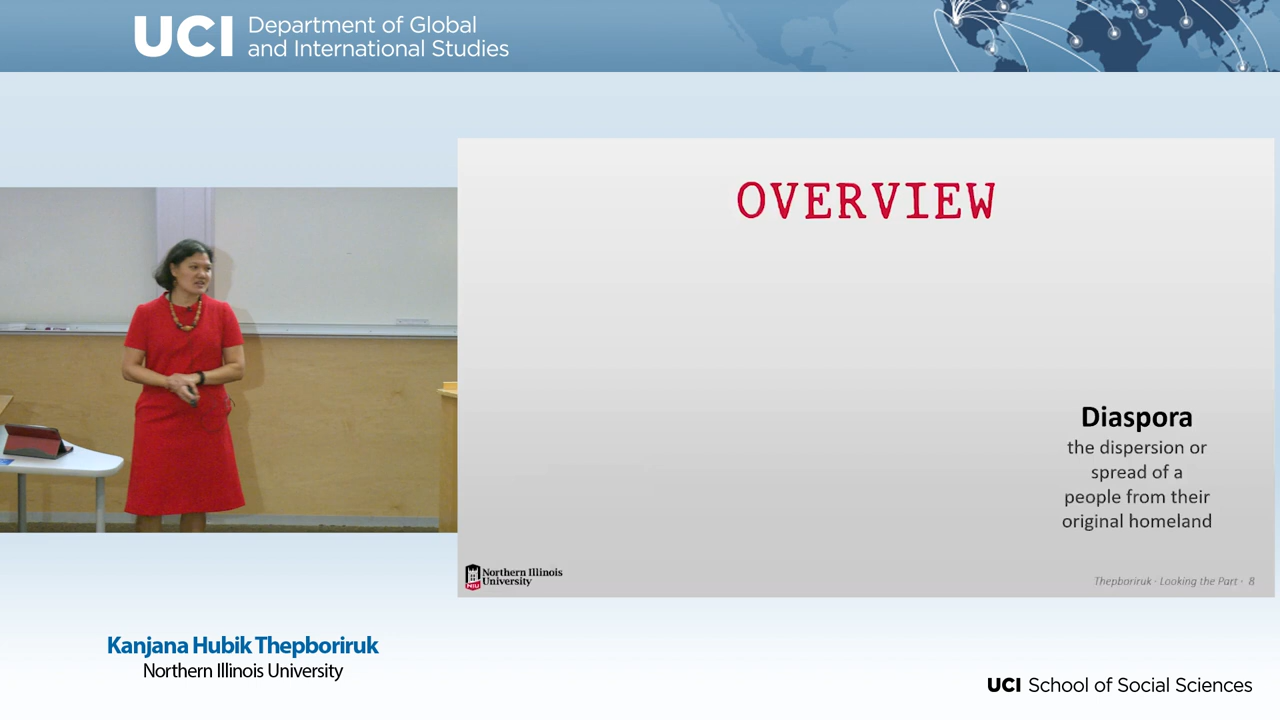 UCI Department of Global
and International Studies
OVERVIEW
Diaspora
the dispersion or
spread of a
people from their
original homeland
NIU Northern Illinois
University
Thepboriruk - Looking the Part - 8
Kanjana Hubik Thepboriruk
Northern Illinois University
UCI School of Social Sciences